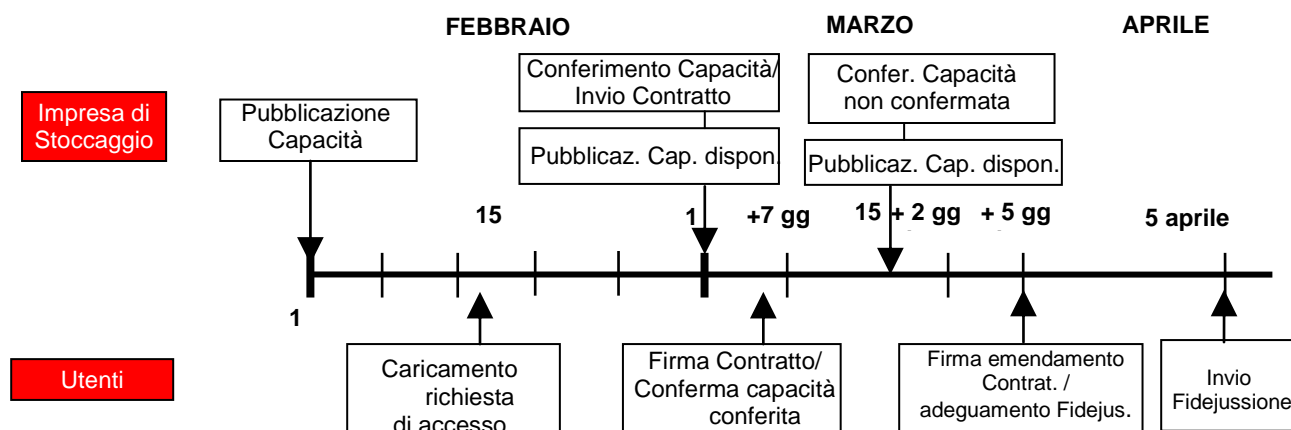 FEBBRAIO
MARZO
APRILE
Impresa di
Stoccaggio
Pubblicazione
Capacità
Conferimento Capacità/
Invio Contratto
Pubblicaz. Cap. dispon.
Confer. Capacità
non confermata
Pubblicaz. Cap. dispon.
15
1
+7 gg
15 + 2 gg
+ 5 gg
5 aprile
1
Utenti
Caricamento
richiesta
di accesso
Firma Contratto/
Conferma capacità
conferita
Firma emendamento
Contrat. /
adeguamento Fidejus.
Invio
Fidejussione